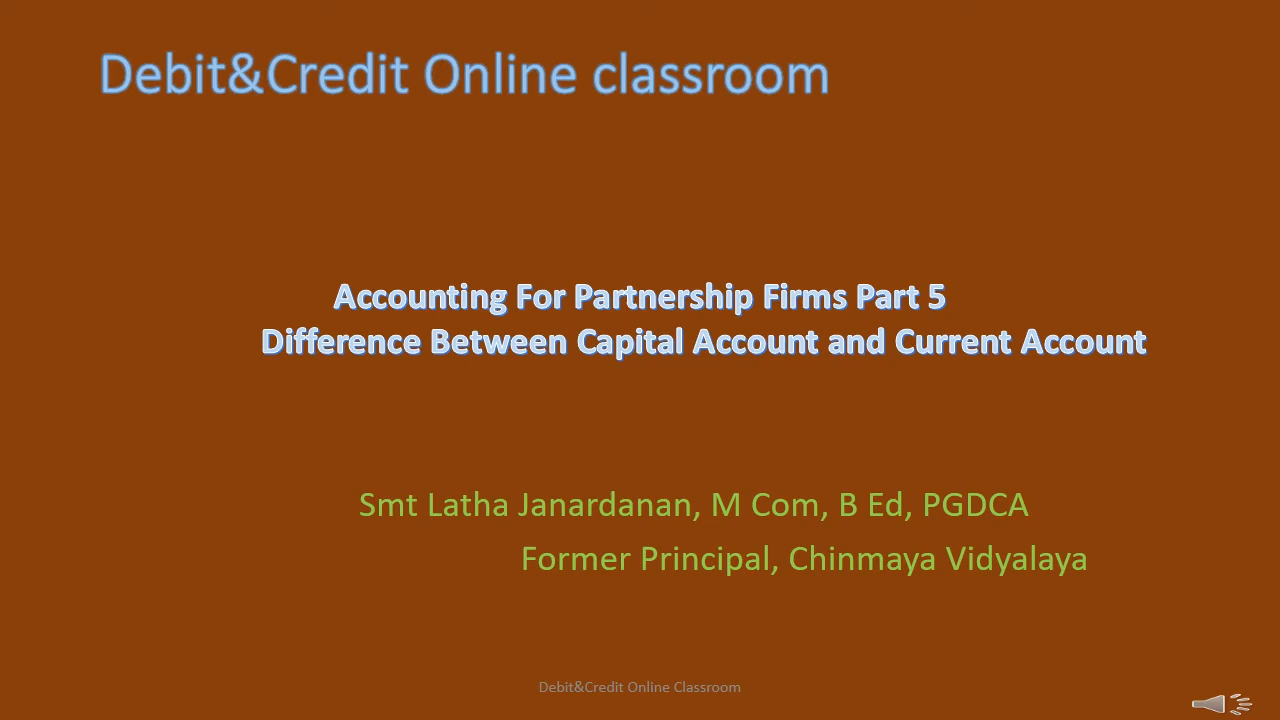 Debit&Credit Online classroom
Accounting For Partnership Firms Part 5
Difference Between Capital Account and Current Account
Smt Latha Janardanan, M Com, B Ed, PGDCA
Former Principal, Chinmaya Vidyalaya
Debit&Credit Online Classroom